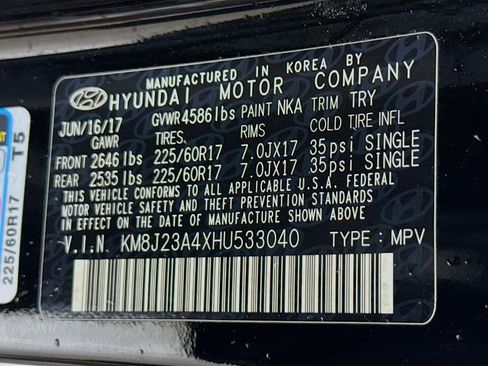 MANUFACTURED IN KOREA BY
HYUNDAI MOTOR COMPANY
JUN/16/17 GVWR 4586 lbs PAINT NKA TRIM TRY
GAWR TIRES. RIMS COLD TIRE INFL
FRONT 2646 lbs 225/60R17 7.0JX17 35psi SINGLE
REAR 2535 lbs 225/60R17 7.0JX17 35psi SINGLE
THIS VEHICLE CONFORMS TO ALL APPLICABLE U.S.A. FEDERAL
MOTOR VEHICLE SAFETY AND THEFT PREVENTION STANDARDS
IN EFFECT ON THE DATE OF MANUFACTURE SHOWN ABOVE.
V.I.N. KM8J23A4XHU533040 TYPE: MPV
225/60R17 T5